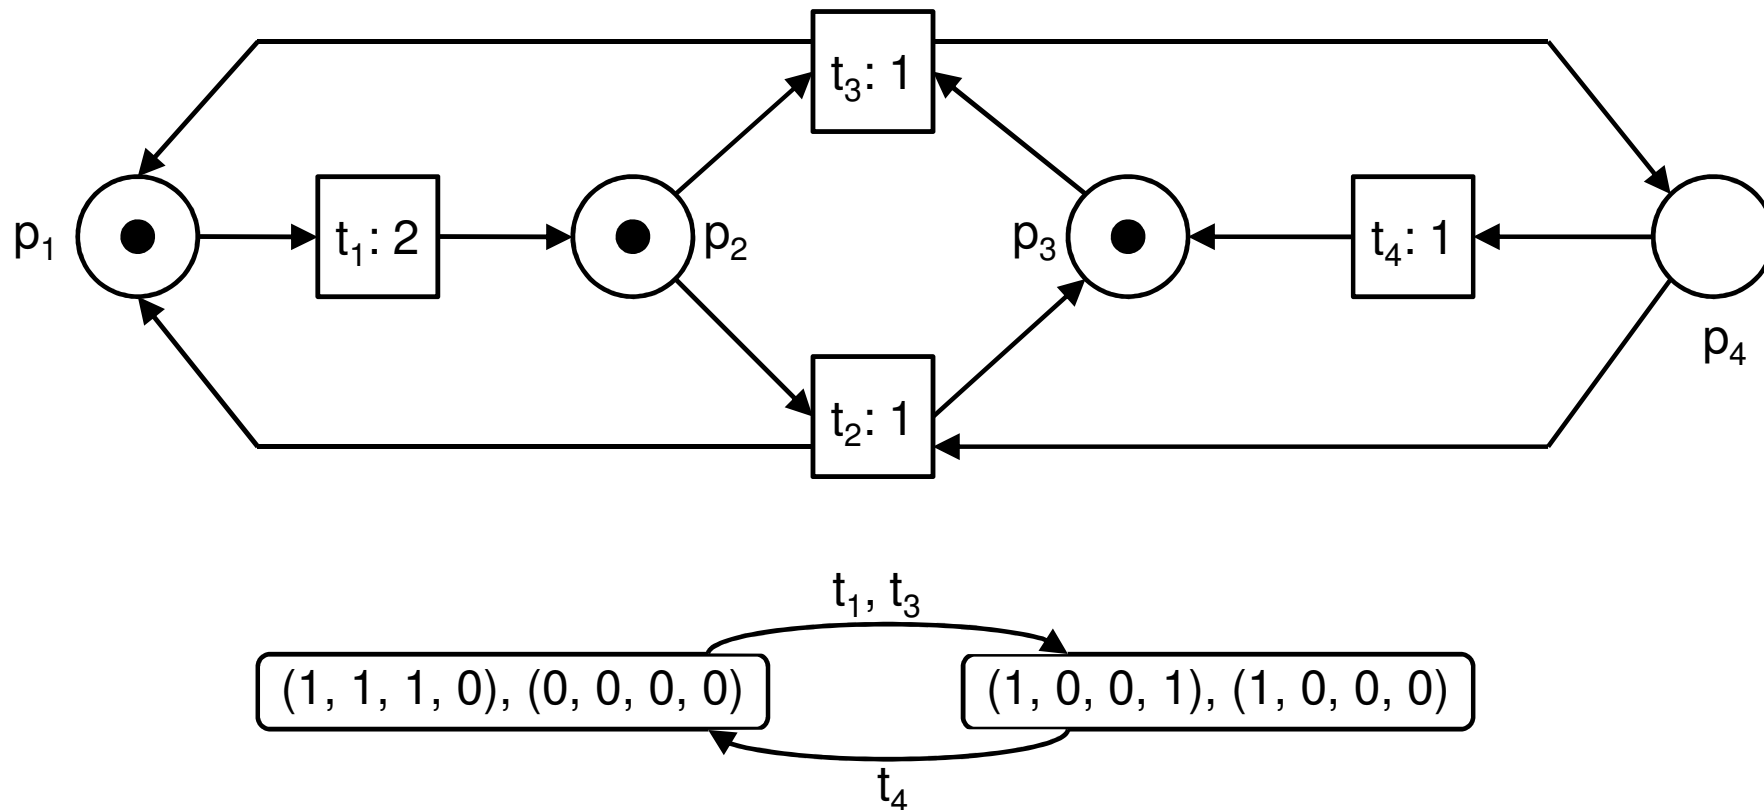 t₃: 1
p₁
t₁: 2
p₂
p₃
t₄: 1
p₄
t₂: 1
t₁, t₃
(1, 1, 1, 0), (0, 0, 0, 0)
(1, 0, 0, 1), (1, 0, 0, 0)
t₄